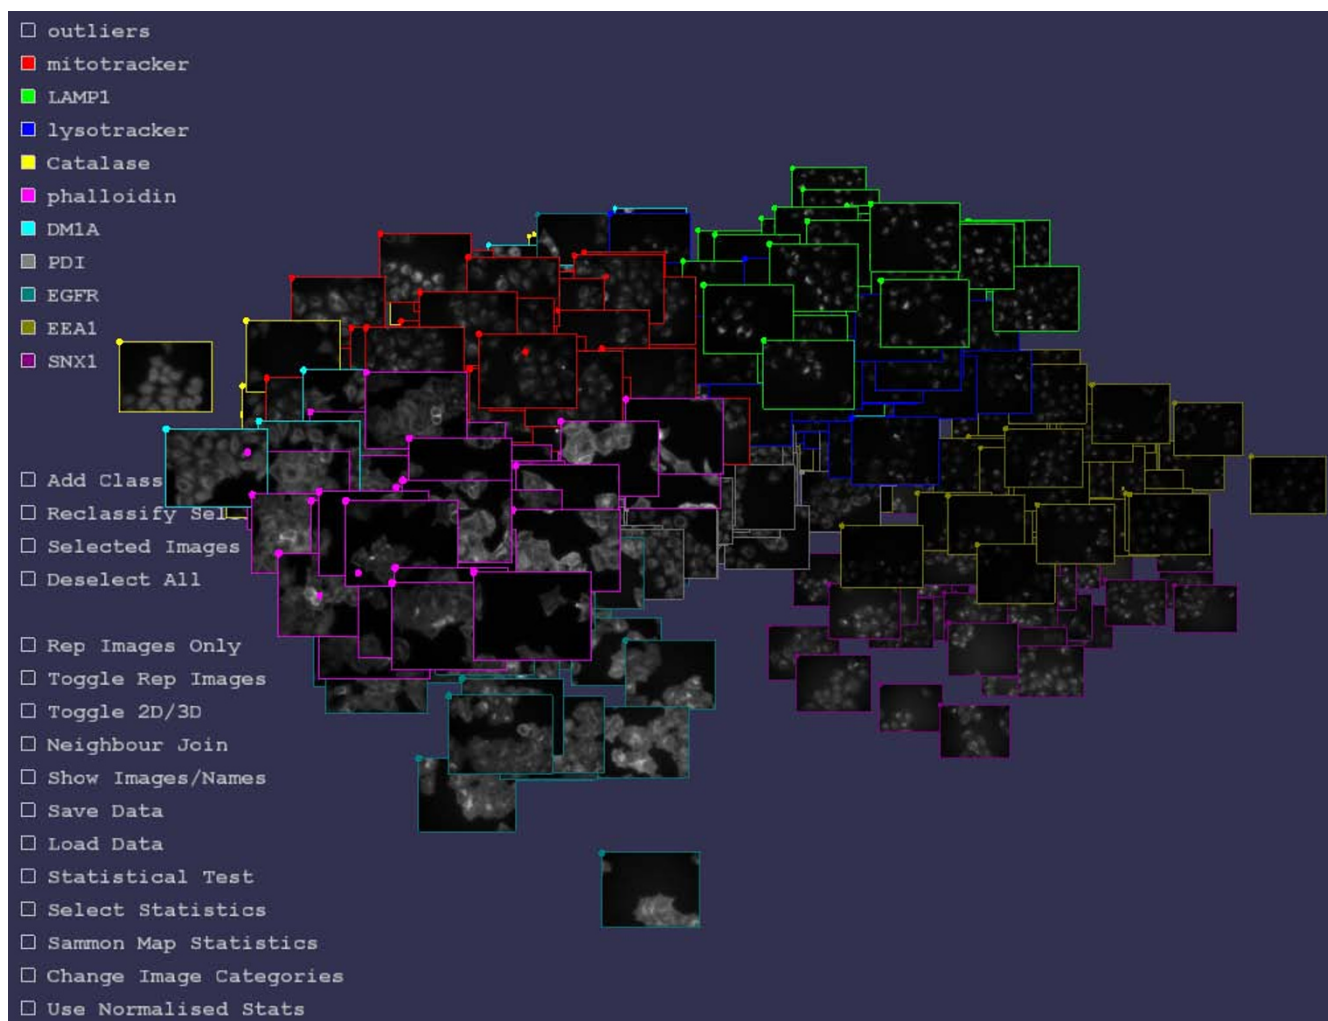 outliers
mitotracker
LAMP1
lysotracker
Catalase
phalloidin
DM1A
PDI
EGFR
EEA1
SNX1
Add Class
Reclassify
Selected Images
Deselect All
Rep Images Only
Toggle Rep Images
Toggle 2D/3D
Neighbour Join
Show Images/Names
Save Data
Load Data
Statistical Test
Select Statistics
Sammon Map Statistics
Change Image Categories
Use Normalised Stats